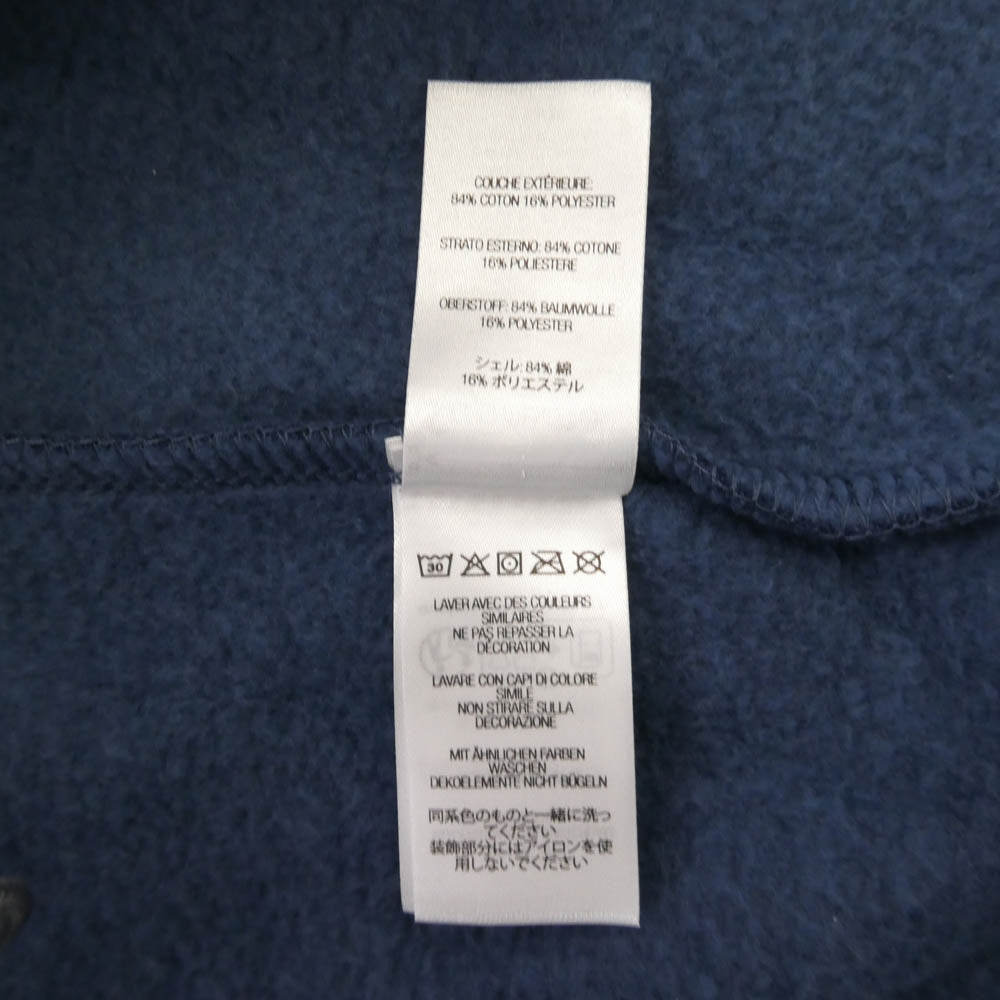 COUCHE EXTÉRIEURE:
84% COTON 16% POLYESTER
STRATO ESTERNO: 84% COTONE
16% POLIESTERE
OBERSTOFF: 84% BAUMWOLLE
16% POLYESTER
シェル: 84% 綿
16% ポリエステル
30
LAVER AVEC DES COULEURS
SIMILAIRES
NE PAS REPASSER LA
DÉCORATION
LAVARE CON CAPI DI COLORE
SIMILE
NON STIRARE SULLA
DECORAZIONE
MIT ÄHNLICHEN FARBEN
WASCHEN
DEKOELEMENTE NICHT BÜGELN
同系色のものと一緒に洗っ
てください
装飾部分にはアイロンを使
用しないでください